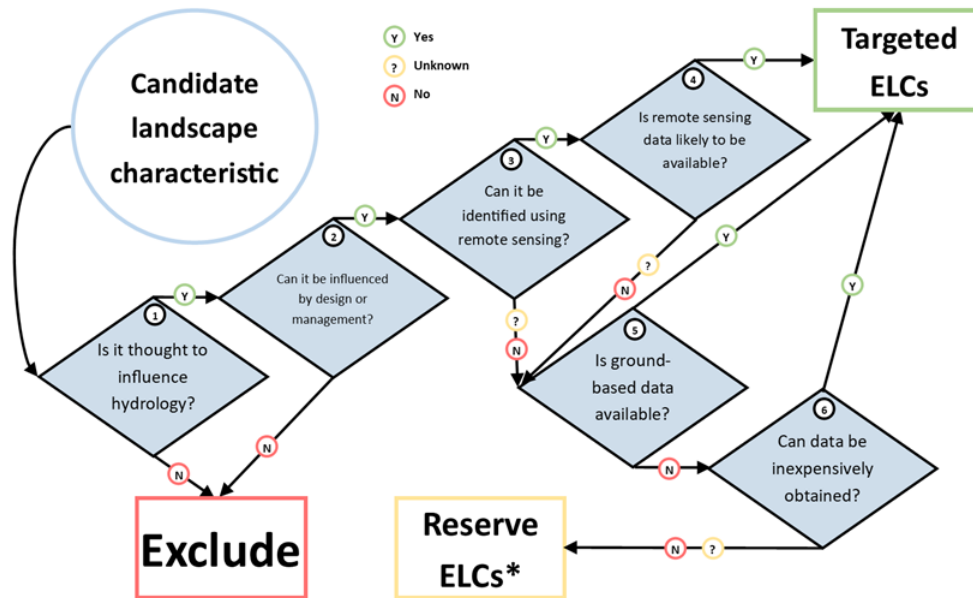 Candidate
landscape
characteristic
Y Yes
? Unknown
N No
Targeted
ELCs
1
Is it thought to
influence
hydrology?
Y
N
2
Can it be influenced
by design or
management?
Y
N
3
Can it be
identified using
remote sensing?
Y
?
N
4
Is remote sensing
data likely to be
available?
Y
?
N
5
Is ground-
based data
available?
Y
N
6
Can data be
inexpensively
obtained?
Y
N ?
Exclude
Reserve
ELCs*